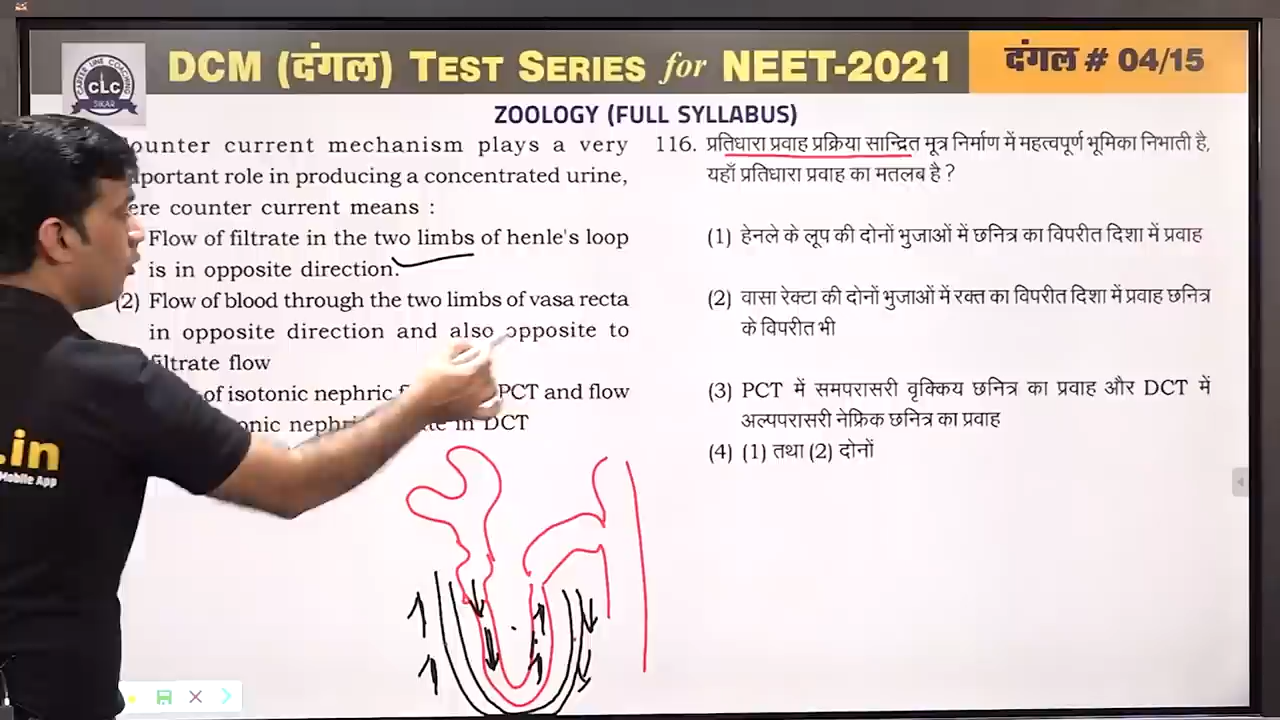 DCM (दंगल) TEST SERIES for NEET-2021
दंगल # 04/15
CAREER LINE COACHING
CLC
SIKAR
ZOOLOGY (FULL SYLLABUS)
ounter current mechanism plays a very
portant role in producing a concentrated urine,
ere counter current means :
Flow of filtrate in the two limbs of henle's loop
is in opposite direction.
(2) Flow of blood through the two limbs of vasa recta
in opposite direction and also opposite to
filtrate flow
of isotonic nephric PCT and flow
onic in DCT
116. प्रतिधारा प्रवाह प्रक्रिया सान्द्रित मूत्र निर्माण में महत्वपूर्ण भूमिका निभाती है,
यहाँ प्रतिधारा प्रवाह का मतलब है ?
(1) हेनले के लूप की दोनों भुजाओं में छनित्र का विपरीत दिशा में प्रवाह
(2) वासा रेक्टा की दोनों भुजाओं में रक्त का विपरीत दिशा में प्रवाह छनित्र
के विपरीत भी
(3) PCT में समपरासरी वृक्किय छनित्र का प्रवाह और DCT में
अल्पपरासरी नेफ्रिक छनित्र का प्रवाह
(4) (1) तथा (2) दोनों
.in
Mobile App